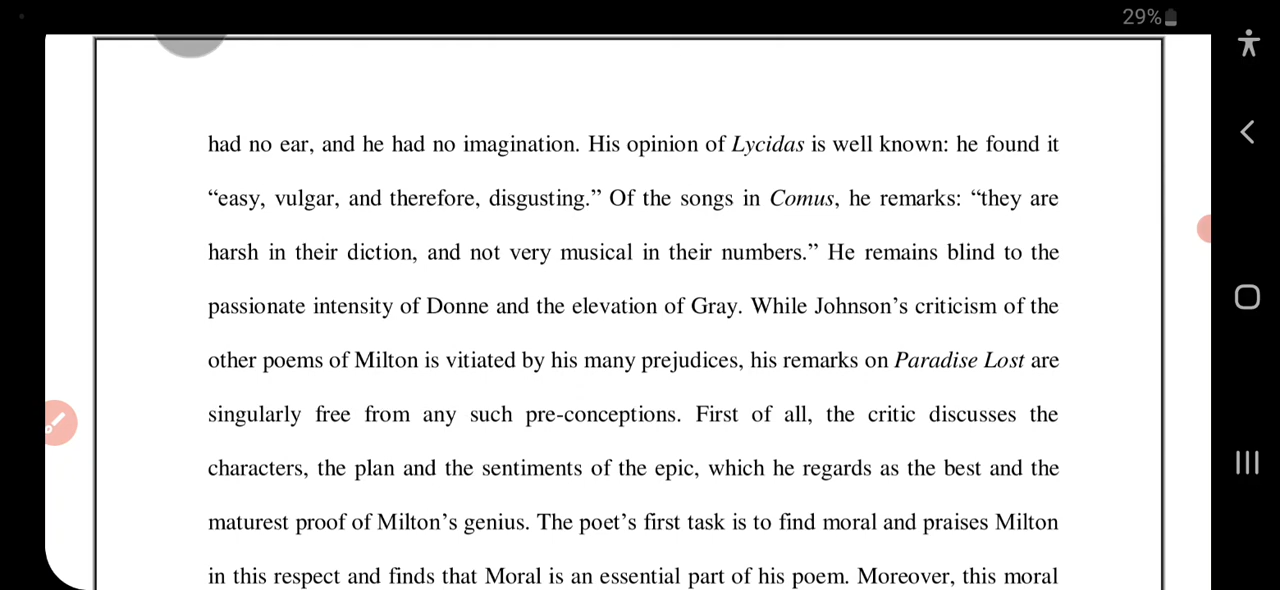 29%
had no ear, and he had no imagination. His opinion of Lycidas is well known: he found it
“easy, vulgar, and therefore, disgusting.” Of the songs in Comus, he remarks: “they are
harsh in their diction, and not very musical in their numbers.” He remains blind to the
passionate intensity of Donne and the elevation of Gray. While Johnson’s criticism of the
other poems of Milton is vitiated by his many prejudices, his remarks on Paradise Lost are
singularly free from any such pre-conceptions. First of all, the critic discusses the
characters, the plan and the sentiments of the epic, which he regards as the best and the
maturest proof of Milton’s genius. The poet’s first task is to find moral and praises Milton
in this respect and finds that Moral is an essential part of his poem. Moreover, this moral